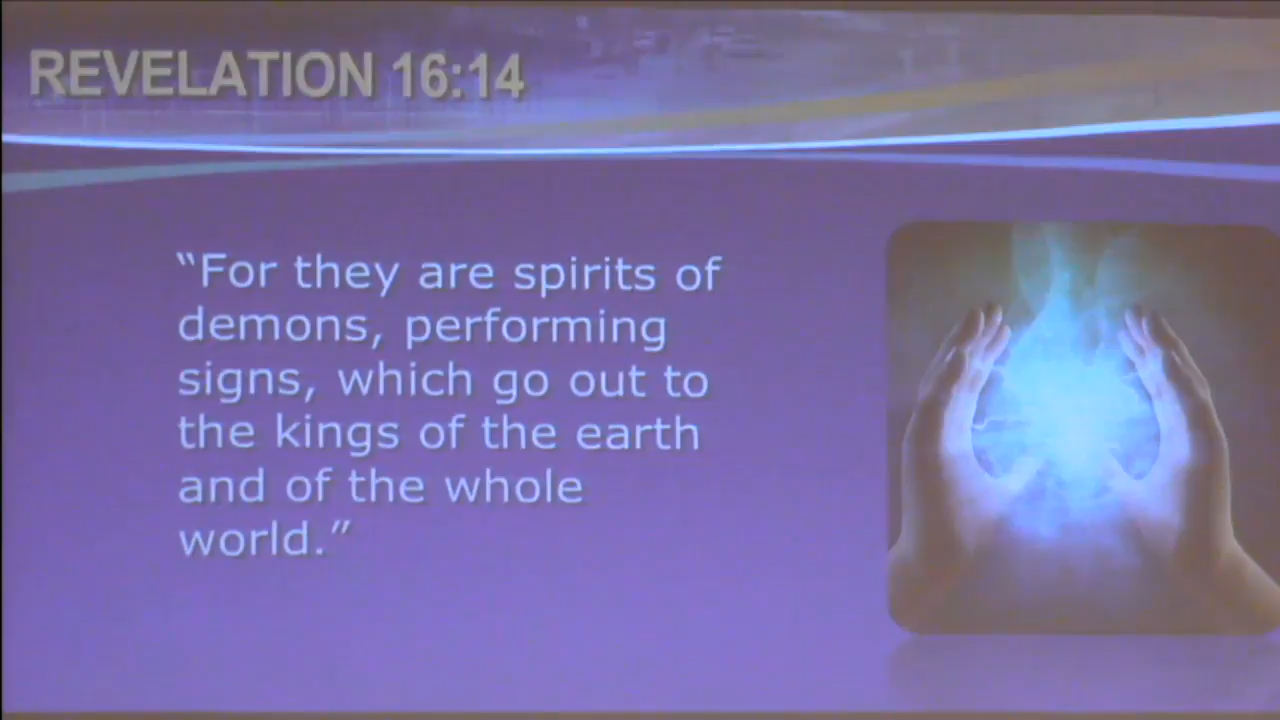 REVELATION 16:14
“For they are spirits of
demons, performing
signs, which go out to
the kings of the earth
and of the whole
world.”